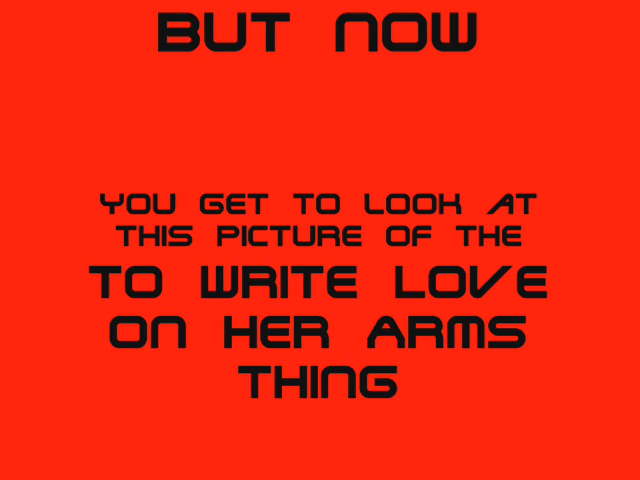 BUT NOW
YOU GET TO LOOK AT
THIS PICTURE OF THE
TO WRITE LOVE
ON HER ARMS
THING